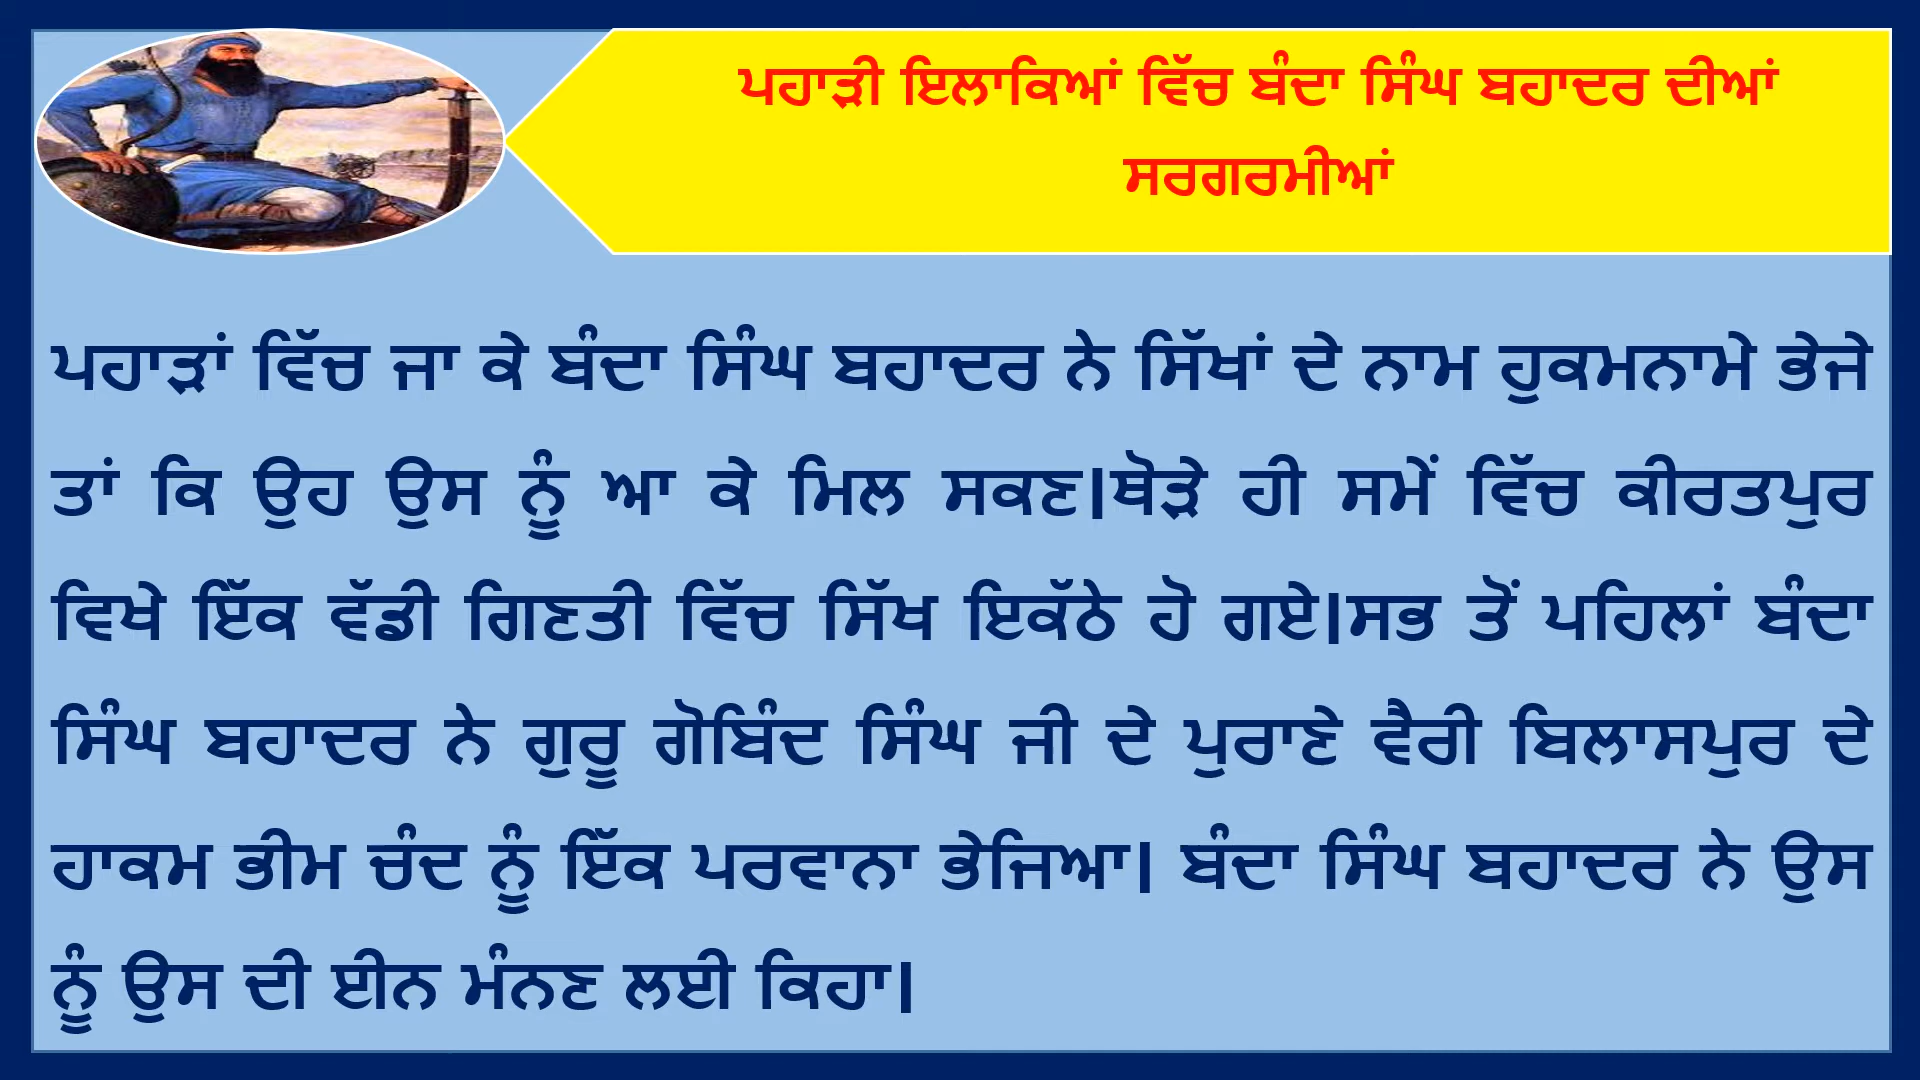 ਪਹਾੜੀ ਇਲਾਕਿਆਂ ਵਿੱਚ ਬੰਦਾ ਸਿੰਘ ਬਹਾਦਰ ਦੀਆਂ
ਸਰਗਰਮੀਆਂ
ਪਹਾੜਾਂ ਵਿੱਚ ਜਾ ਕੇ ਬੰਦਾ ਸਿੰਘ ਬਹਾਦਰ ਨੇ ਸਿੱਖਾਂ ਦੇ ਨਾਮ ਹੁਕਮਨਾਮੇ ਭੇਜੇ
ਤਾਂ ਕਿ ਉਹ ਉਸ ਨੂੰ ਆ ਕੇ ਮਿਲ ਸਕਣ।ਥੋੜੇ ਹੀ ਸਮੇਂ ਵਿੱਚ ਕੀਰਤਪੁਰ
ਵਿਖੇ ਇੱਕ ਵੱਡੀ ਗਿਣਤੀ ਵਿੱਚ ਸਿੱਖ ਇਕੱਠੇ ਹੋ ਗਏ।ਸਭ ਤੋਂ ਪਹਿਲਾਂ ਬੰਦਾ
ਸਿੰਘ ਬਹਾਦਰ ਨੇ ਗੁਰੂ ਗੋਬਿੰਦ ਸਿੰਘ ਜੀ ਦੇ ਪੁਰਾਣੇ ਵੈਰੀ ਬਿਲਾਸਪੁਰ ਦੇ
ਹਾਕਮ ਭੀਮ ਚੰਦ ਨੂੰ ਇੱਕ ਪਰਵਾਨਾ ਭੇਜਿਆ। ਬੰਦਾ ਸਿੰਘ ਬਹਾਦਰ ਨੇ ਉਸ
ਨੂੰ ਉਸ ਦੀ ਈਨ ਮੰਨਣ ਲਈ ਕਿਹਾ।